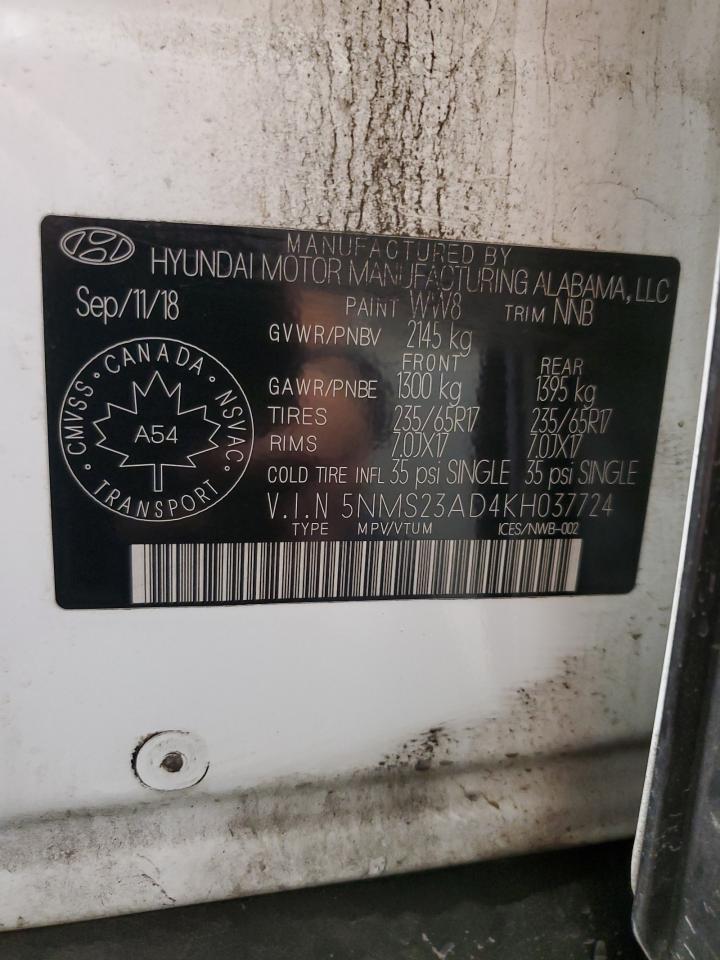 MANUFACTURED BY
HYUNDAI MOTOR MANUFACTURING ALABAMA, LLC
Sep/11/18 PAINT WW8 TRIM NNB
GVWR/PNBV 2145 kg
FRONT REAR
GAWR/PNBE 1300 kg 1395 kg
TIRES 235/65R17 235/65R17
RIMS 7.0JX17 7.0JX17
COLD TIRE INFL 35 psi SINGLE 35 psi SINGLE
V.I.N 5NMS23AD4KH037724
TYPE MPV/VTUM ICES/NWB-002
CMVSS • CANADA • NSVAC • TRANSPORT •
A54